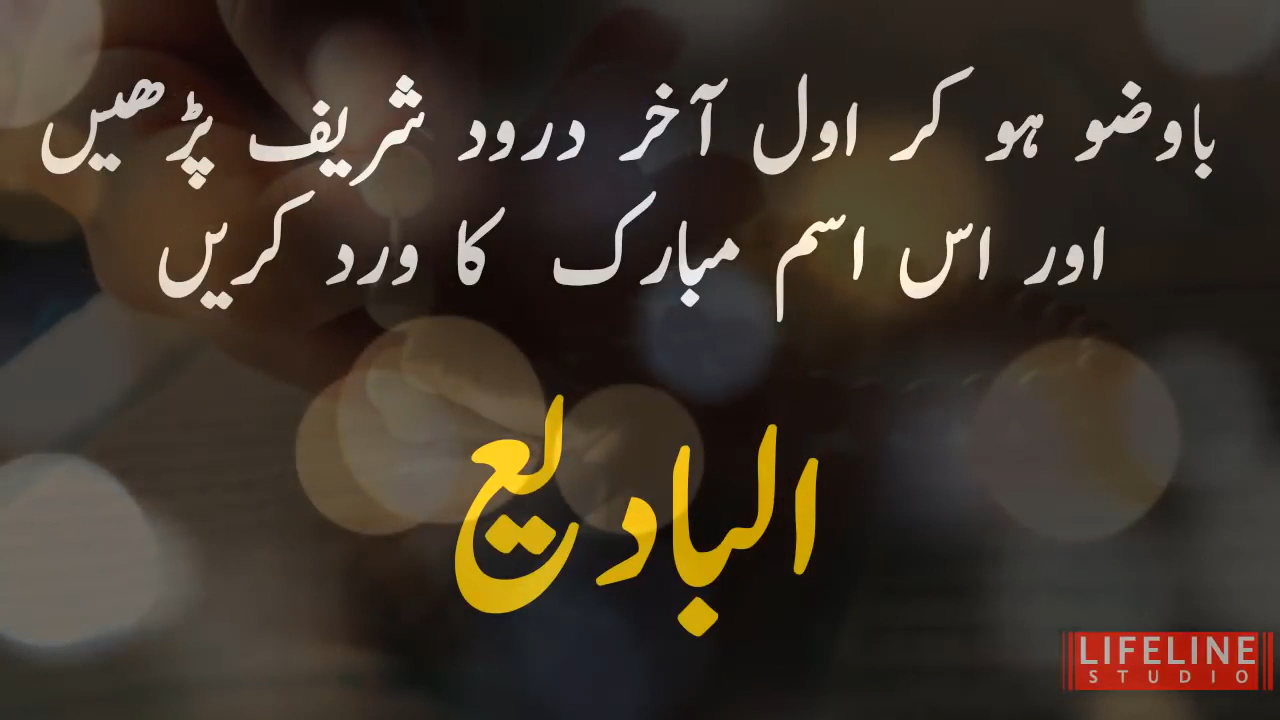 باوضو ہو کر اول آخر درود شریف پڑھیں
اور اس اسم مبارک کا ورد کریں
البادیع
LIFELINE
STUDIO